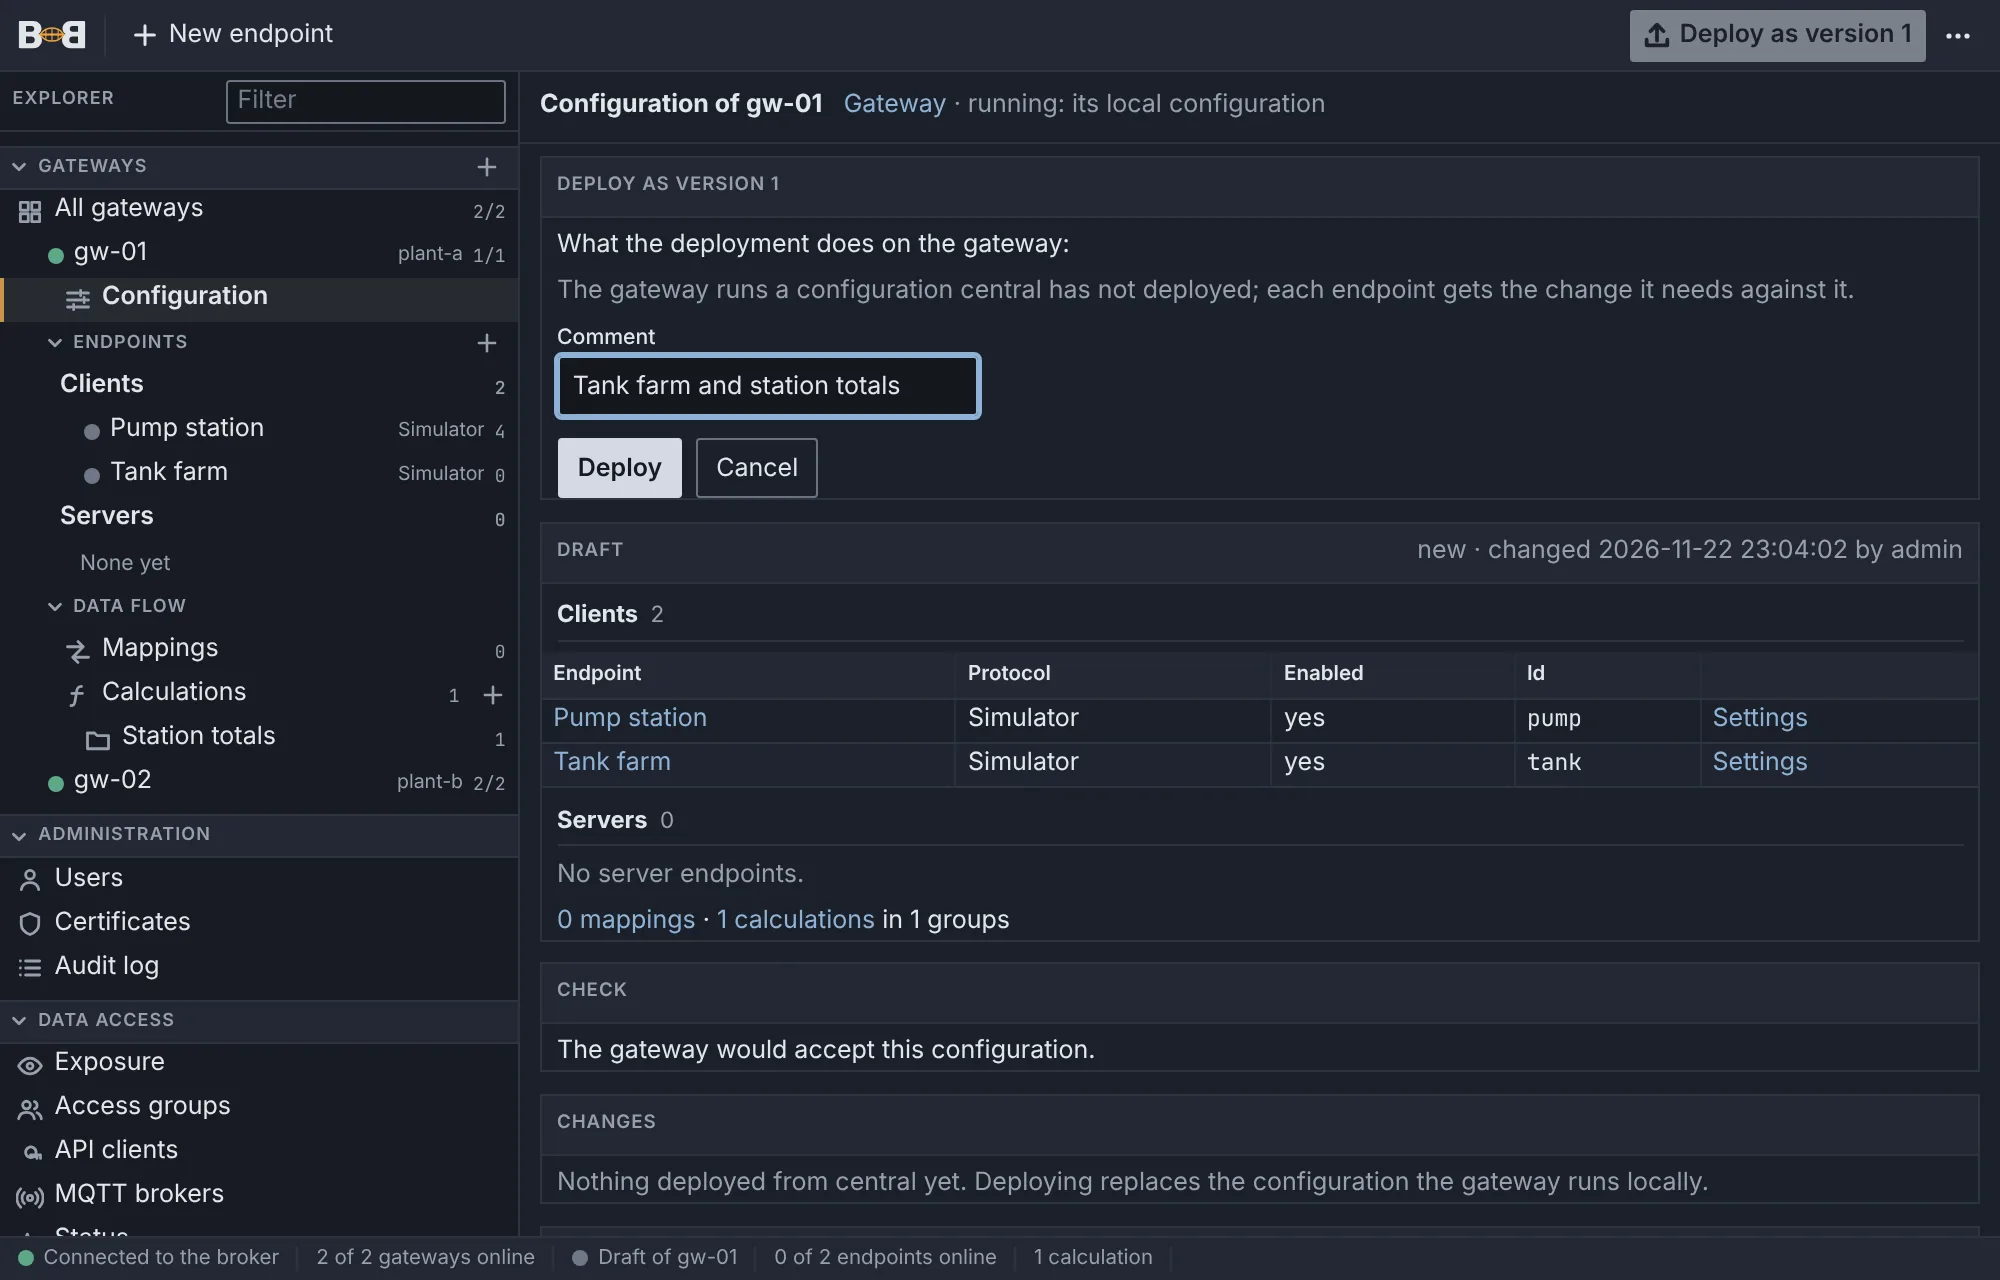 BOB
New endpoint
Deploy as version 1
EXPLORER
Filter
Configuration of gw-01 Gateway · running: its local configuration
GATEWAYS
All gateways 2/2
gw-01 plant-a 1/1
Configuration
ENDPOINTS
Clients 2
Pump station Simulator 4
Tank farm Simulator 0
Servers 0
None yet
DATA FLOW
Mappings 0
Calculations 1
Station totals 1
gw-02 plant-b 2/2
ADMINISTRATION
Users
Certificates
Audit log
DATA ACCESS
Exposure
Access groups
API clients
MQTT brokers
Status
DEPLOY AS VERSION 1
What the deployment does on the gateway:
The gateway runs a configuration central has not deployed; each endpoint gets the change it needs against it.
Comment
Tank farm and station totals
Deploy Cancel
DRAFT new · changed 2026-11-22 23:04:02 by admin
Clients 2
Endpoint Protocol Enabled Id
Pump station Simulator yes pump Settings
Tank farm Simulator yes tank Settings
Servers 0
No server endpoints.
0 mappings · 1 calculations in 1 groups
CHECK
The gateway would accept this configuration.
CHANGES
Nothing deployed from central yet. Deploying replaces the configuration the gateway runs locally.
Connected to the broker 2 of 2 gateways online Draft of gw-01 0 of 2 endpoints online 1 calculation